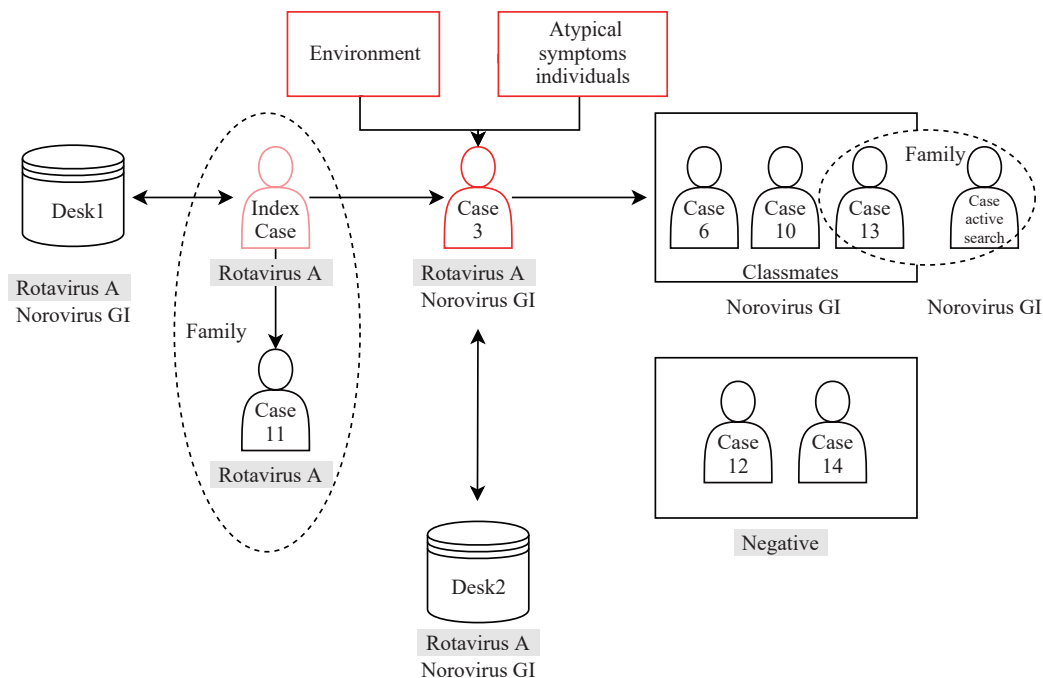 Environment
Atypical
symptoms
individuals
Desk1
Rotavirus A
Norovirus GI
Index
Case
Rotavirus A
Family
Case
11
Rotavirus A
Case
3
Rotavirus A
Norovirus GI
Desk2
Rotavirus A
Norovirus GI
Case
6
Case
10
Case
13
Family
Case
active
search
Classmates
Norovirus GI
Norovirus GI
Case
12
Case
14
Negative